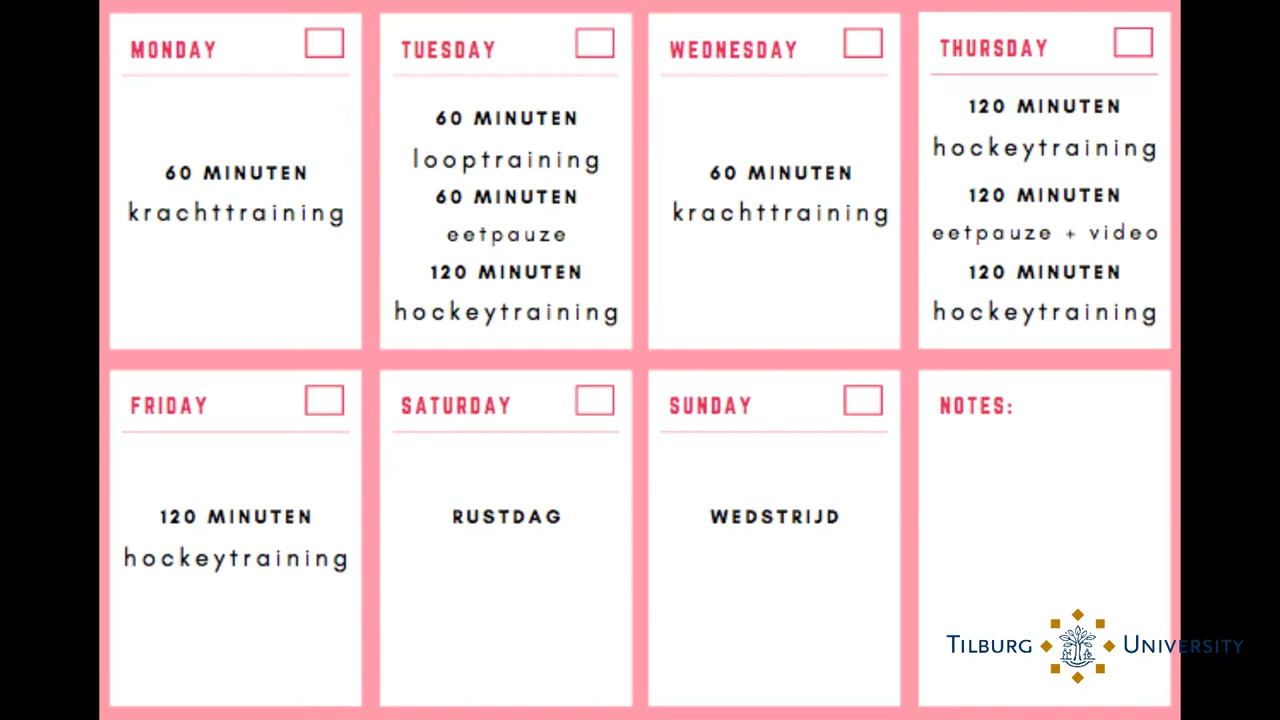 MONDAY
60 MINUTEN
krachttraining
TUESDAY
60 MINUTEN
looptraining
60 MINUTEN
eetpauze
120 MINUTEN
hockeytraining
WEDNESDAY
60 MINUTEN
krachttraining
THURSDAY
120 MINUTEN
hockeytraining
120 MINUTEN
eetpauze + video
120 MINUTEN
hockeytraining
FRIDAY
120 MINUTEN
hockeytraining
SATURDAY
RUSTDAG
SUNDAY
WEDSTRIJD
NOTES:
TILBURG UNIVERSITY